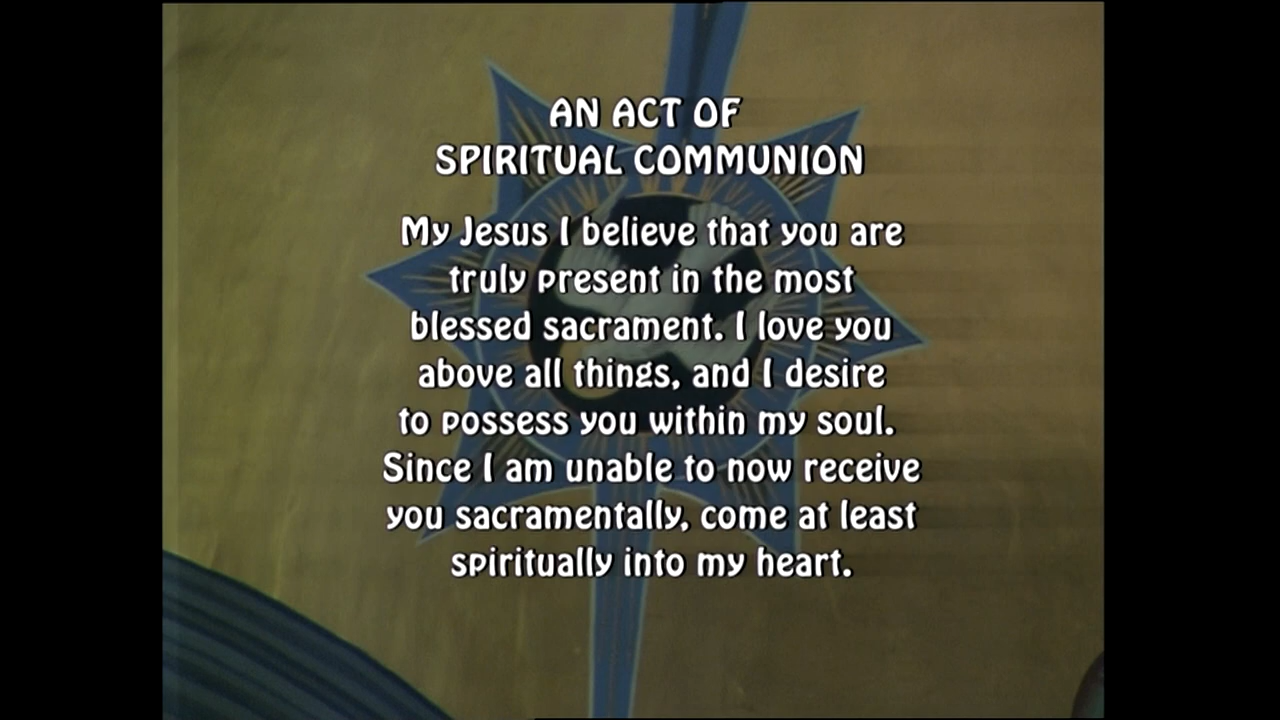 AN ACT OF
SPIRITUAL COMMUNION
My Jesus I believe that you are
truly present in the most
blessed sacrament. I love you
above all things, and I desire
to possess you within my soul.
Since I am unable to now receive
you sacramentally, come at least
spiritually into my heart.